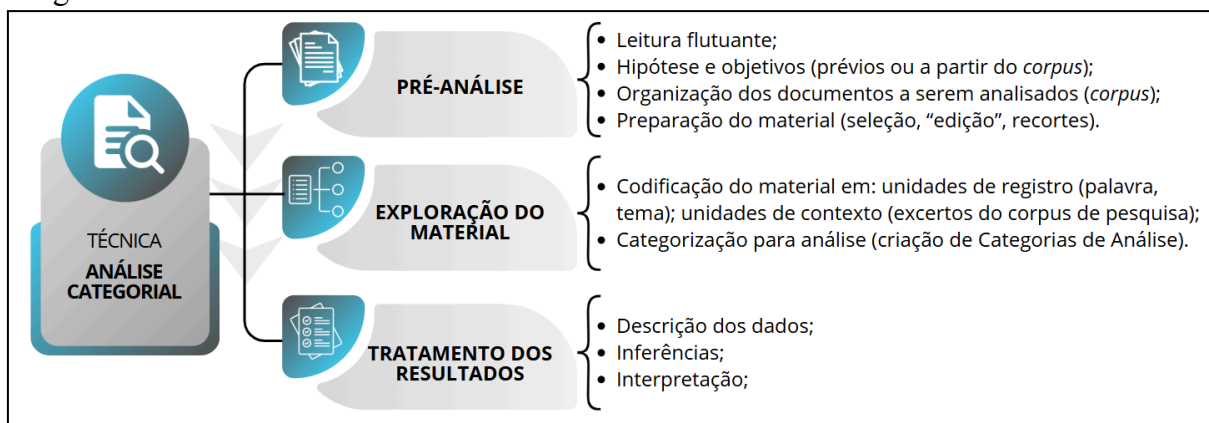 TÉCNICA
ANÁLISE
CATEGORIAL
PRÉ-ANÁLISE
• Leitura flutuante;
• Hipótese e objetivos (prévios ou a partir do corpus);
• Organização dos documentos a serem analisados (corpus);
• Preparação do material (seleção, “edição”, recortes).
EXPLORAÇÃO DO
MATERIAL
• Codificação do material em: unidades de registro (palavra,
tema); unidades de contexto (excertos do corpus de pesquisa);
• Categorização para análise (criação de Categorias de Análise).
TRATAMENTO DOS
RESULTADOS
• Descrição dos dados;
• Inferências;
• Interpretação;